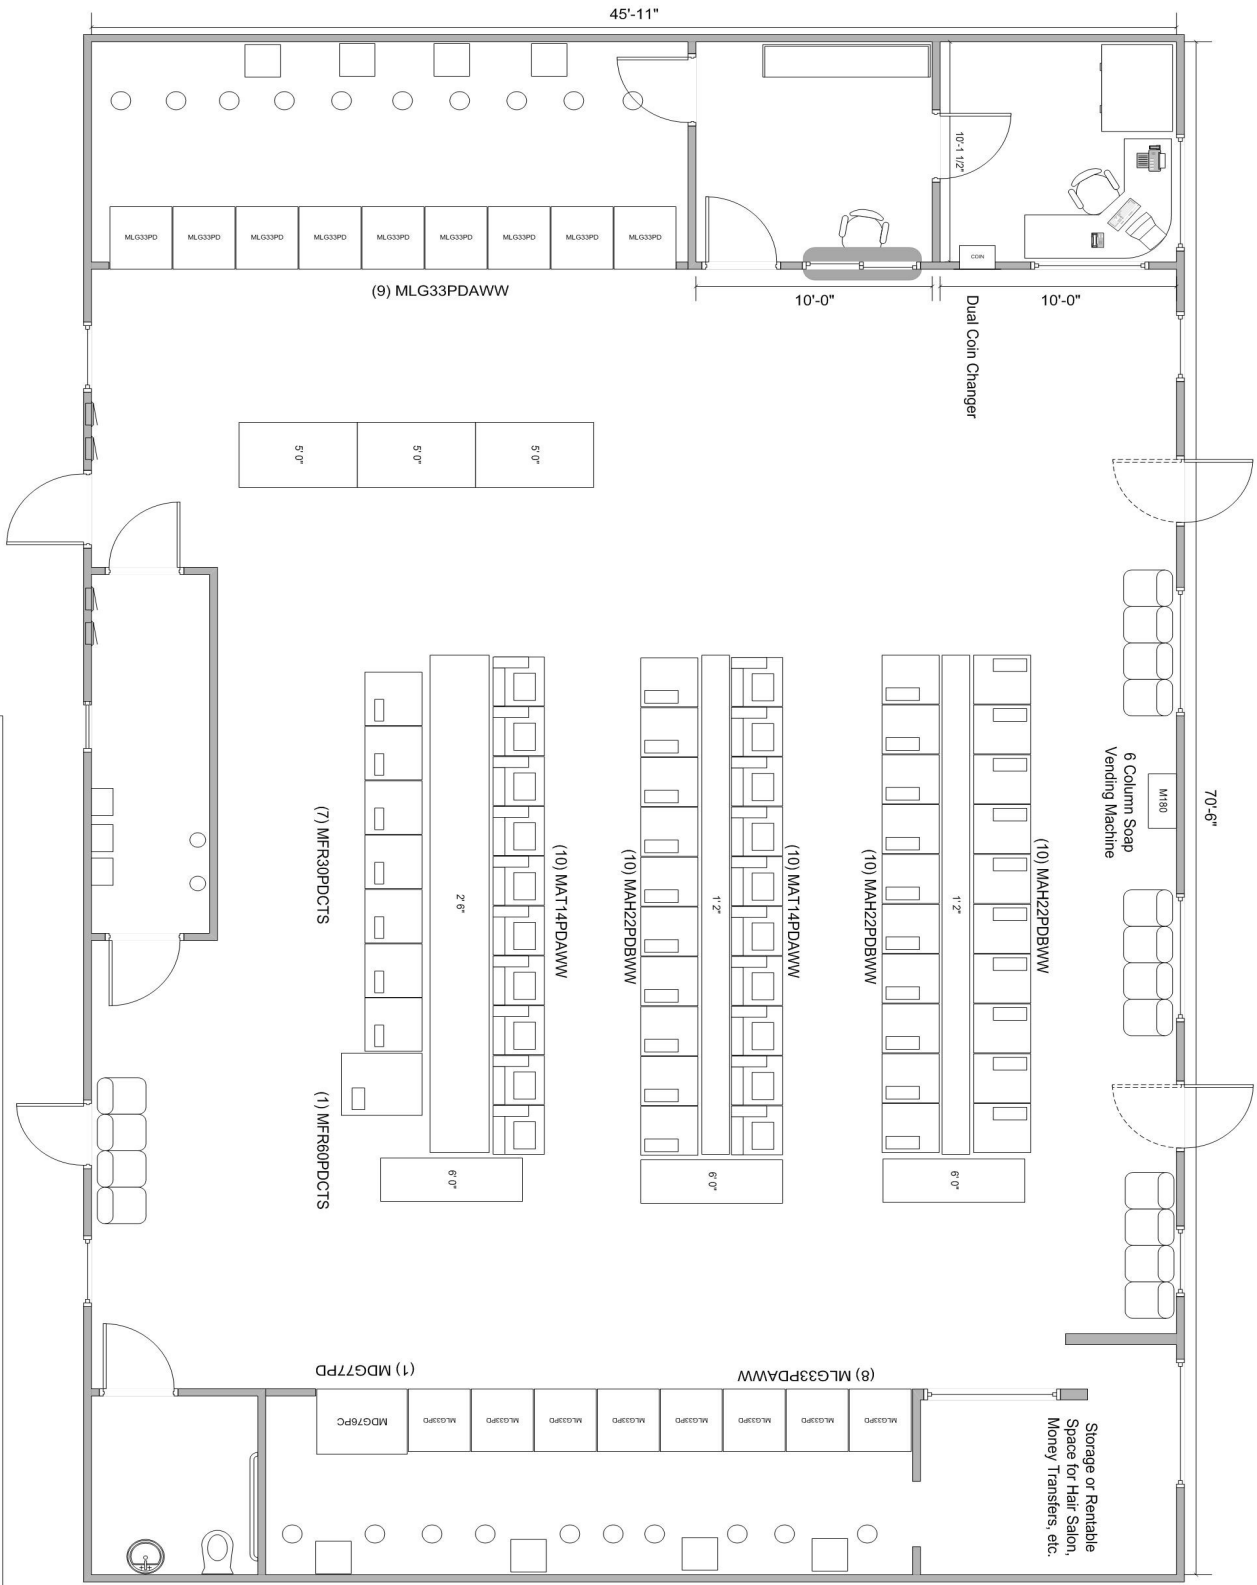 45'-11"
10'-1 1/2"
MLG33PD
MLG33PD
MLG33PD
MLG33PD
MLG33PD
MLG33PD
MLG33PD
MLG33PD
MLG33PD
COIN
(9) MLG33PDAWW
10'-0"
10'-0"
Dual Coin Changer
5' 0"
5' 0"
5' 0"
70'-6"
6 Column Soap
Vending Machine
M180
(7) MFR30PDCTS
2' 6"
(10) MAT14PDAWW
(10) MAH22PDBWW
1' 2"
(10) MAT14PDAWW
(10) MAH22PDBWW
1' 2"
(10) MAH22PDBWW
(1) MFR60PDCTS
6' 0"
6' 0"
6' 0"
(1) MDG77PD
(8) MLG33PDAWW
MDG76PC
MLG33PD
MLG33PD
MLG33PD
MLG33PD
MLG33PD
MLG33PD
MLG33PD
MLG33PD
Storage or Rentable
Space for Hair Salon,
Money Transfers, etc.